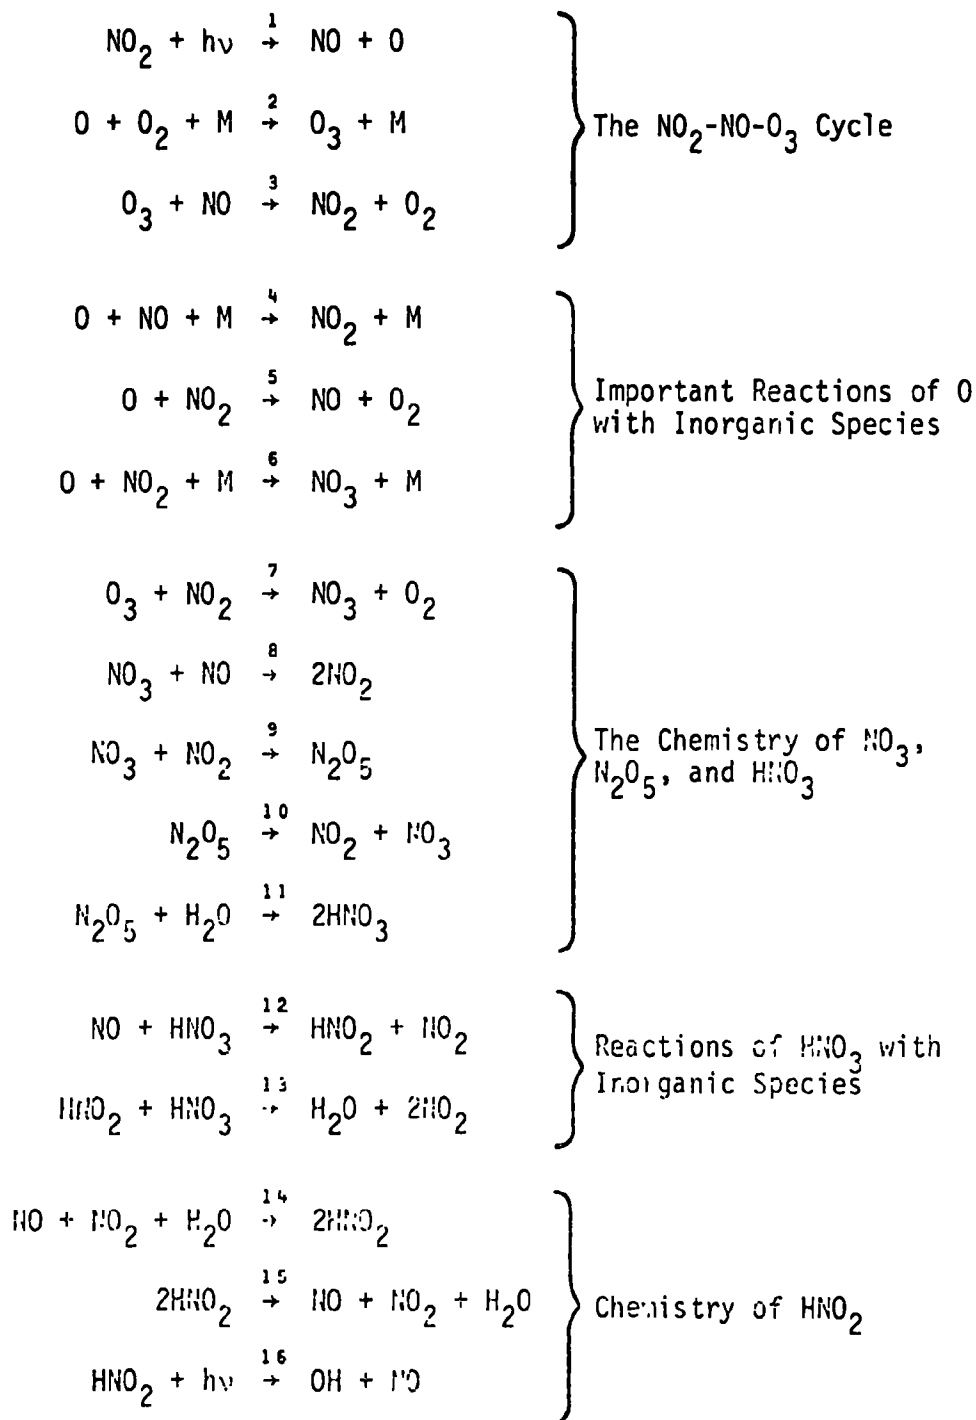 NO₂ + hν →¹ NO + O
O + O₂ + M →² O₃ + M
The NO₂-NO-O₃ Cycle
O₃ + NO →³ NO₂ + O₂
O + NO + M →⁴ NO₂ + M
O + NO₂ →⁵ NO + O₂
Important Reactions of O
with Inorganic Species
O + NO₂ + M →⁶ NO₃ + M
O₃ + NO₂ →⁷ NO₃ + O₂
NO₃ + NO →⁸ 2NO₂
NO₃ + NO₂ →⁹ N₂O₅
The Chemistry of NO₃,
N₂O₅, and HNO₃
N₂O₅ →¹⁰ NO₂ + NO₃
N₂O₅ + H₂O →¹¹ 2HNO₃
NO + HNO₃ →¹² HNO₂ + NO₂
Reactions of HNO₃ with
Inorganic Species
HNO₂ + HNO₃ →¹³ H₂O + 2NO₂
NO + NO₂ + H₂O →¹⁴ 2HNO₂
2HNO₂ →¹⁵ NO + NO₂ + H₂O
Chemistry of HNO₂
HNO₂ + hν →¹⁶ OH + NO